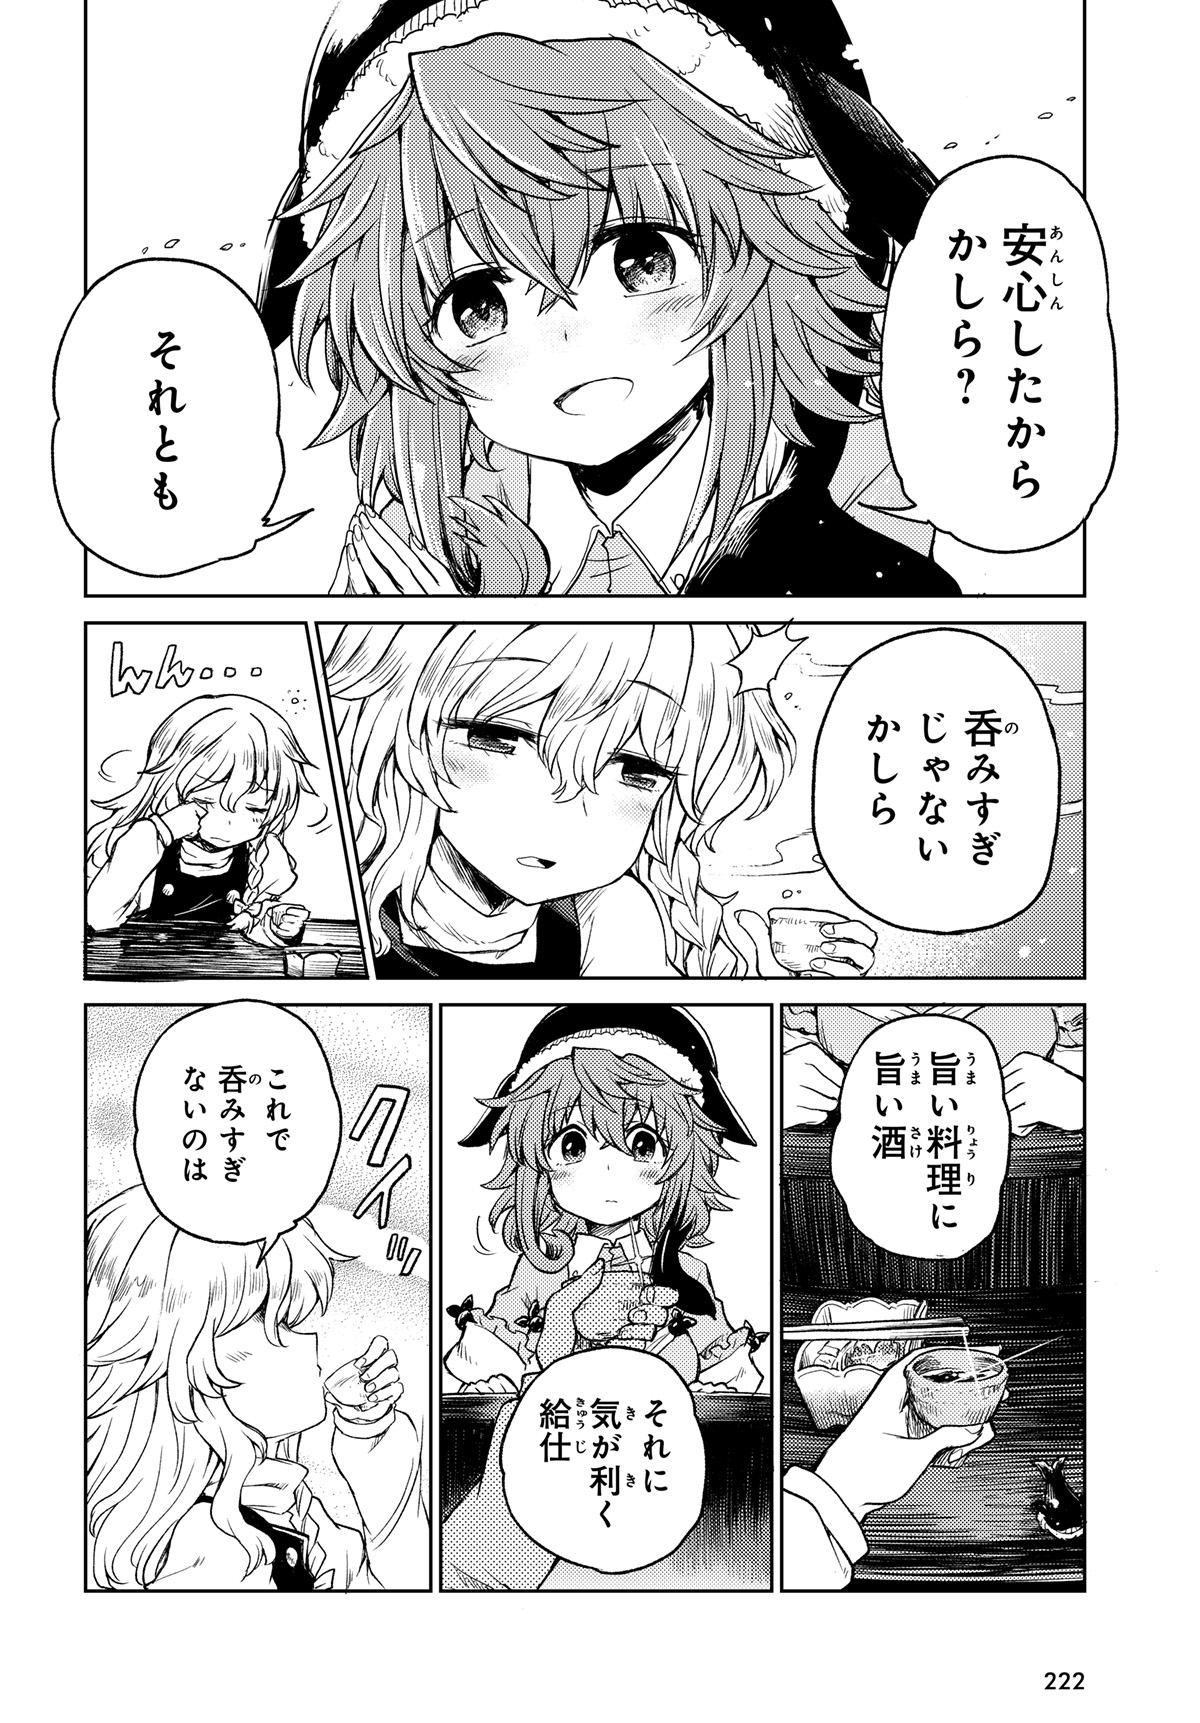 安心したから
かしら？
それとも
呑みすぎ
じゃない
かしら
んん...
旨い料理に
旨い酒
それに
気が利く
給仕
これで
呑みすぎ
ないのは
クイッ
222